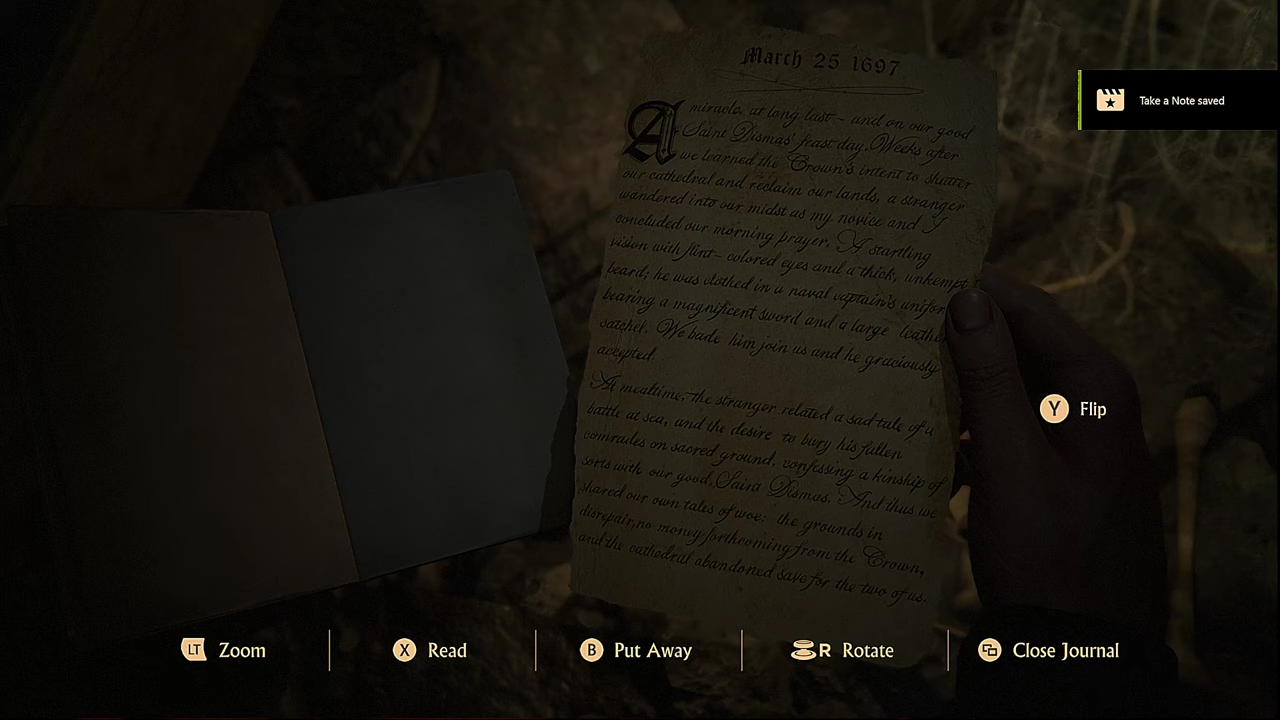 March 25 1697
A miracle, at long last – and on our good
Saint Dismas' feast day. Weeks after
we learned the Crown's intent to shutter
our cathedral and reclaim our lands, a stranger
wandered into our midst as my novice and I
concluded our morning prayer. A startling
vision with flint-colored eyes and a thick, unkempt
beard; he was clothed in a naval captain's unifor
bearing a magnificent sword and a large leathe
satchel. We bade him join us and he graciously
accepted.
At mealtime, the stranger related a sad tale of a
battle at sea, and the desire to bury his fallen
comrades on sacred ground, confessing a kinship of
sorts with our good Saint Dismas. And thus we
shared our own tales of woe: the grounds in
disrepair, no money forthcoming from the Crown,
and the cathedral abandoned save for the two of us.
Take a Note saved
Y Flip
LT Zoom
X Read
B Put Away
R Rotate
Close Journal